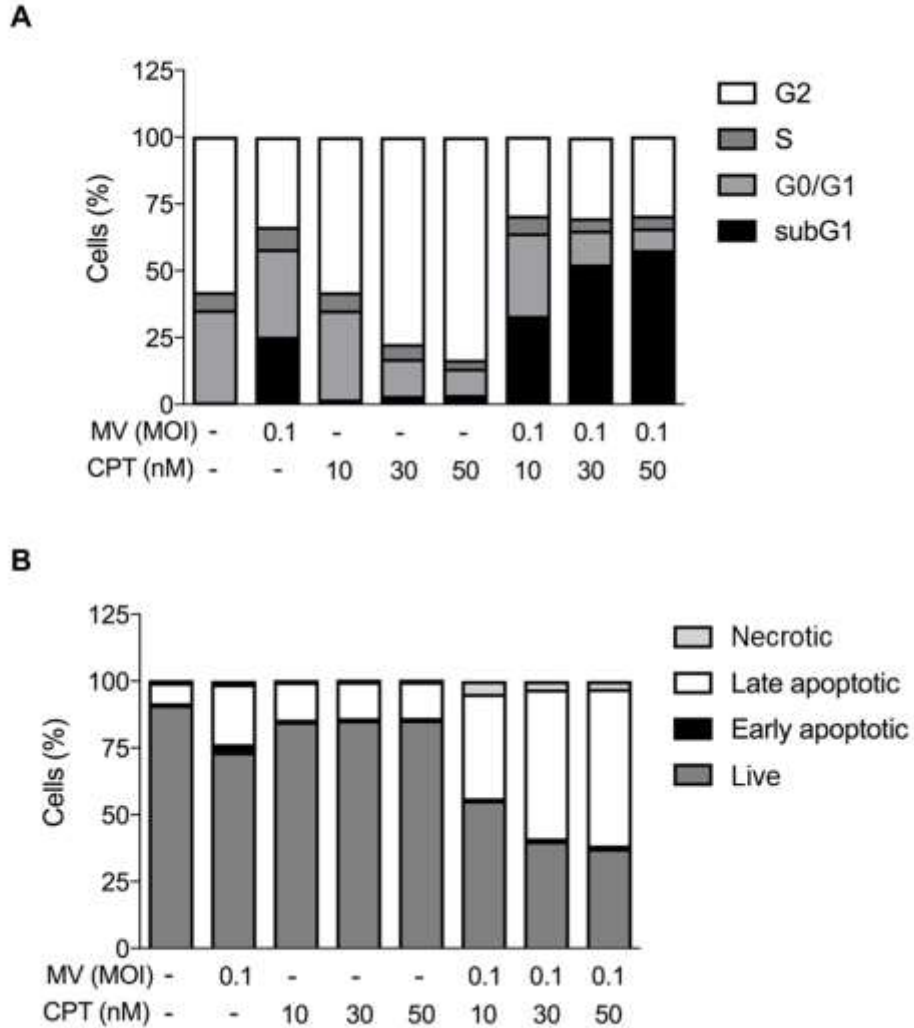 A
125
100
75
50
25
0
Cells (%)
G2
S
G0/G1
subG1
MV (MOI) - 0.1 - - - 0.1 0.1 0.1
CPT (nM) - - 10 30 50 10 30 50
B
125
100
75
50
25
0
Cells (%)
Necrotic
Late apoptotic
Early apoptotic
Live
MV (MOI) - 0.1 - - - 0.1 0.1 0.1
CPT (nM) - - 10 30 50 10 30 50